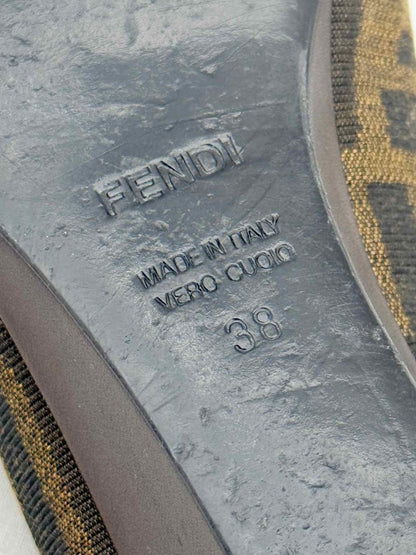 FENDI
MADE IN ITALY
VERO CUOIO
38